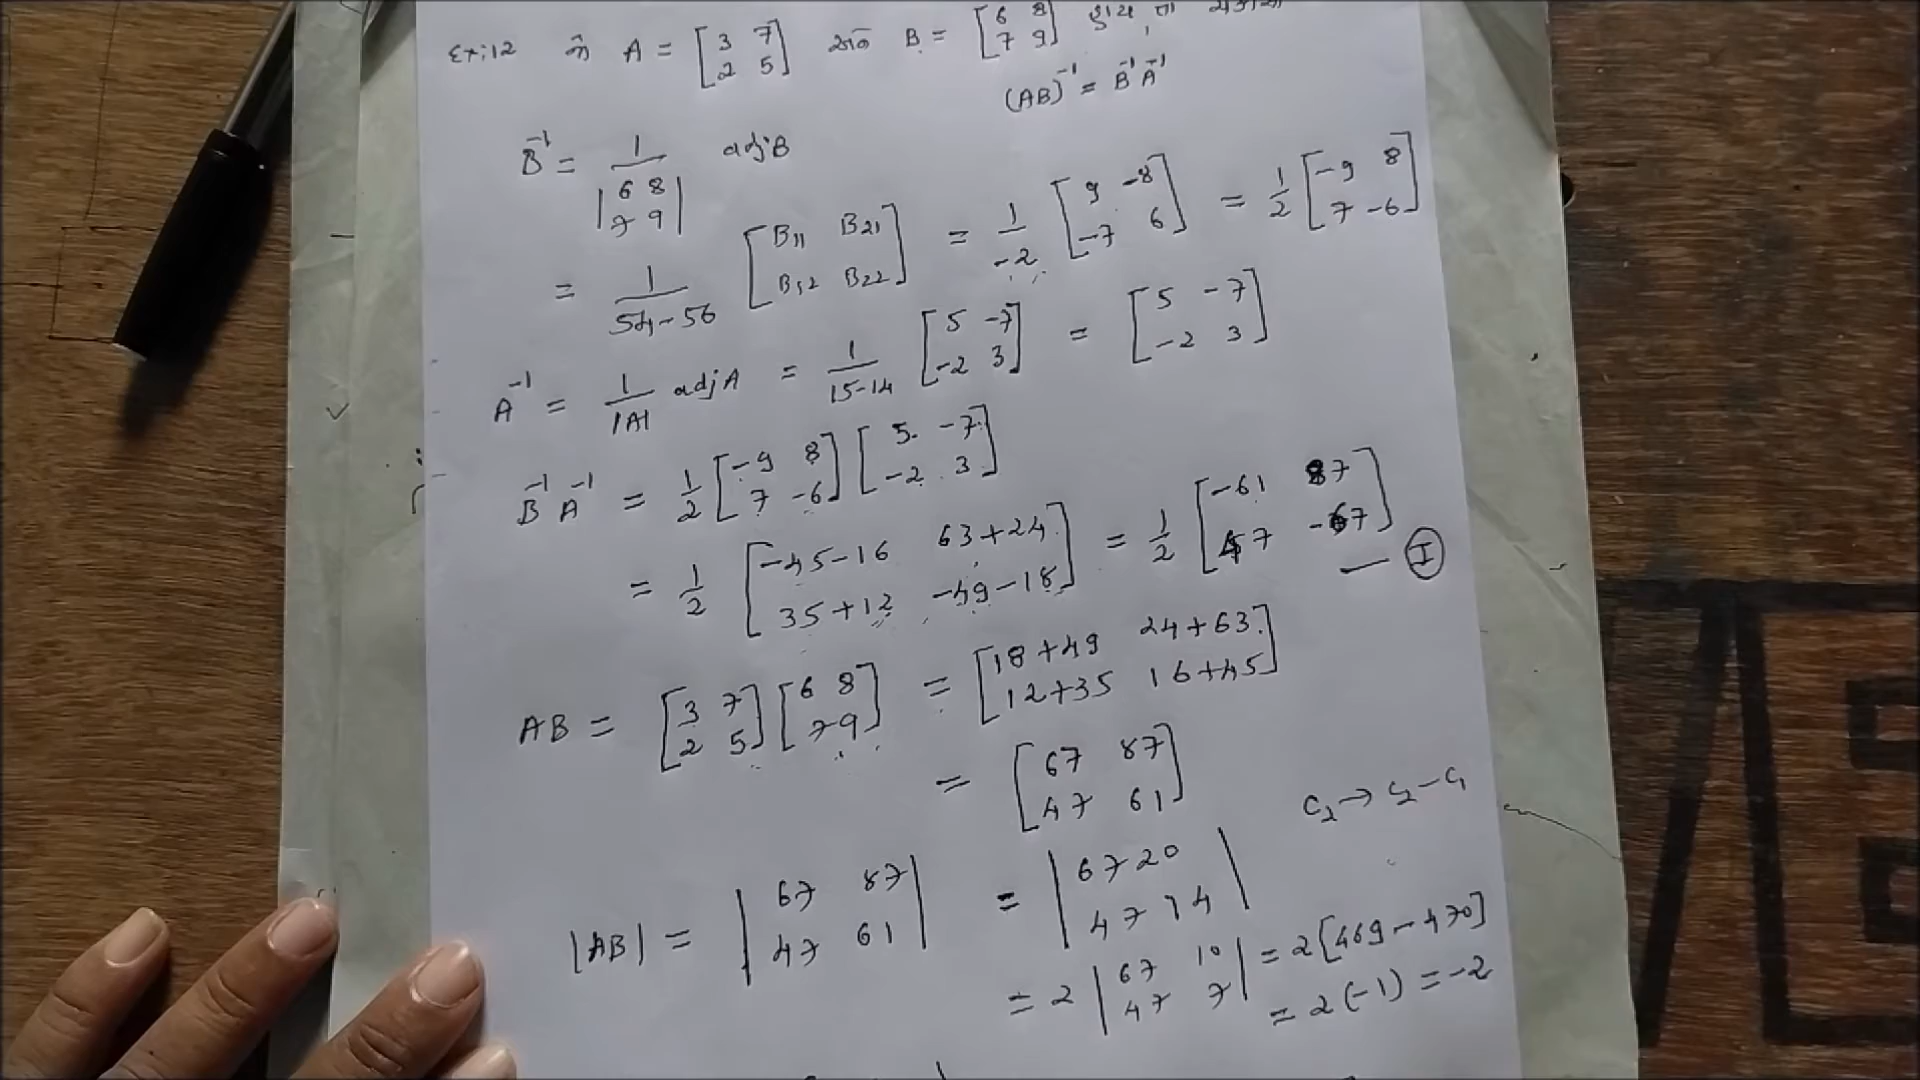 Ex:12 A = [3 7; 2 5] B = [6 8; 7 9]
(AB)⁻¹ = B⁻¹ A⁻¹
B⁻¹ = 1/|6 8; 7 9| adjB
= 1/(54-56) [B11 B21; B12 B22] = 1/-2 [9 -8; -7 6] = 1/2 [-9 8; 7 -6]
A⁻¹ = 1/|A| adjA = 1/(15-14) [5 -7; -2 3] = [5 -7; -2 3]
B⁻¹ A⁻¹ = 1/2 [-9 8; 7 -6] [5 -7; -2 3]
= 1/2 [-45-16 63+24; 35+12 -49-18] = 1/2 [-61 87; 47 -67] — I
AB = [3 7; 2 5] [6 8; 7 9] = [18+49 24+63; 12+35 16+45]
= [67 87; 47 61]
C2 → C2-C1
|AB| = |67 87; 47 61| = |67 20; 47 14|
= 2 |67 10; 47 7| = 2[469-470]
= 2(-1) = -2